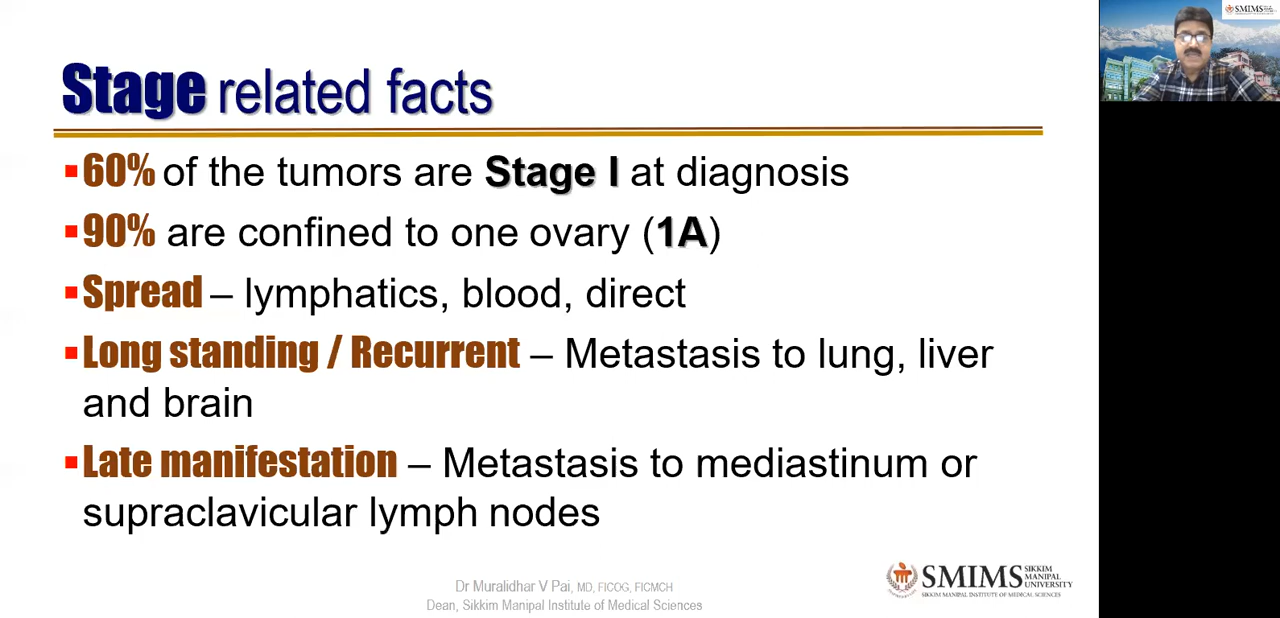 Stage related facts
60% of the tumors are Stage I at diagnosis
90% are confined to one ovary (1A)
Spread – lymphatics, blood, direct
Long standing / Recurrent – Metastasis to lung, liver
and brain
Late manifestation – Metastasis to mediastinum or
supraclavicular lymph nodes
Dr Muralidhar V Pai, MD, FICOG, FICMCH
Dean, Sikkim Manipal Institute of Medical Sciences
SMIMS SIKKIM
MANIPAL
UNIVERSITY
SIKKIM MANIPAL INSTITUTE OF MEDICAL SCIENCES
SMIMS